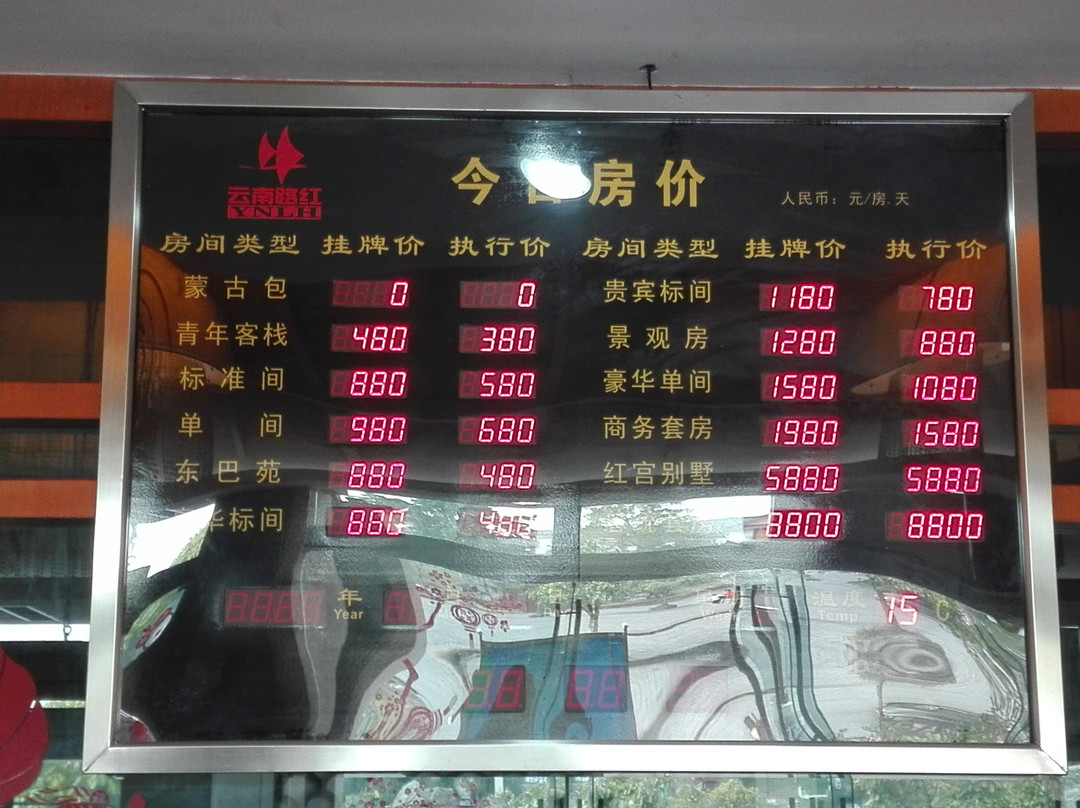 云南路红
YNLH
今日房价
人民币：元/房.天
房间类型 挂牌价 执行价 房间类型 挂牌价 执行价
蒙古包 0 0 贵宾标间 1180 780
青年客栈 480 380 景观房 1280 880
标准间 880 580 豪华单间 1580 1080
单间 980 680 商务套房 1980 1580
东巴苑 880 480 红宫别墅 5880 5880
华标间 880 8800 8800
年 温度 15 C
Year Temp